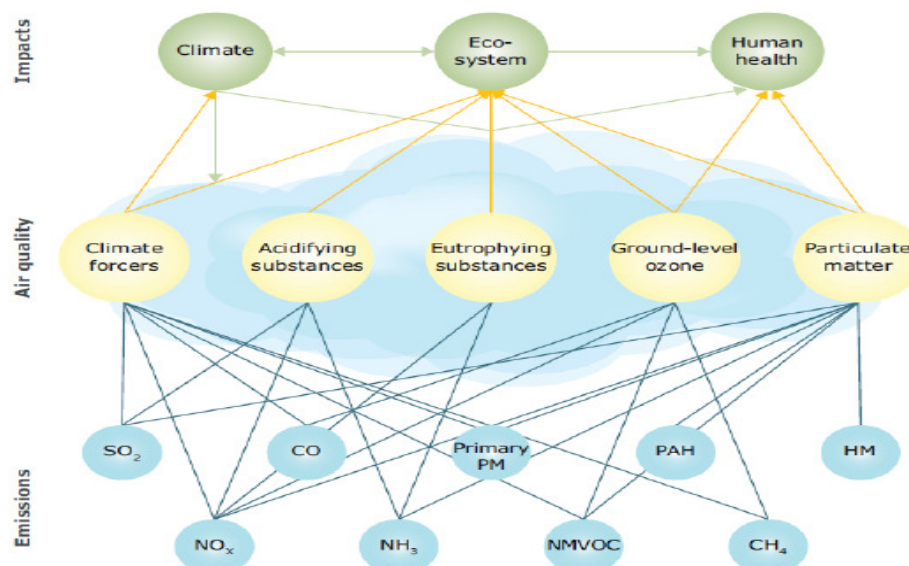 Impacts
Climate
Eco-
system
Human
health
Air quality
Climate
forcers
Acidifying
substances
Eutrophying
substances
Ground-level
ozone
Particulate
matter
Emissions
SO₂
CO
Primary
PM
PAH
HM
NOₓ
NH₃
NMVOC
CH₄